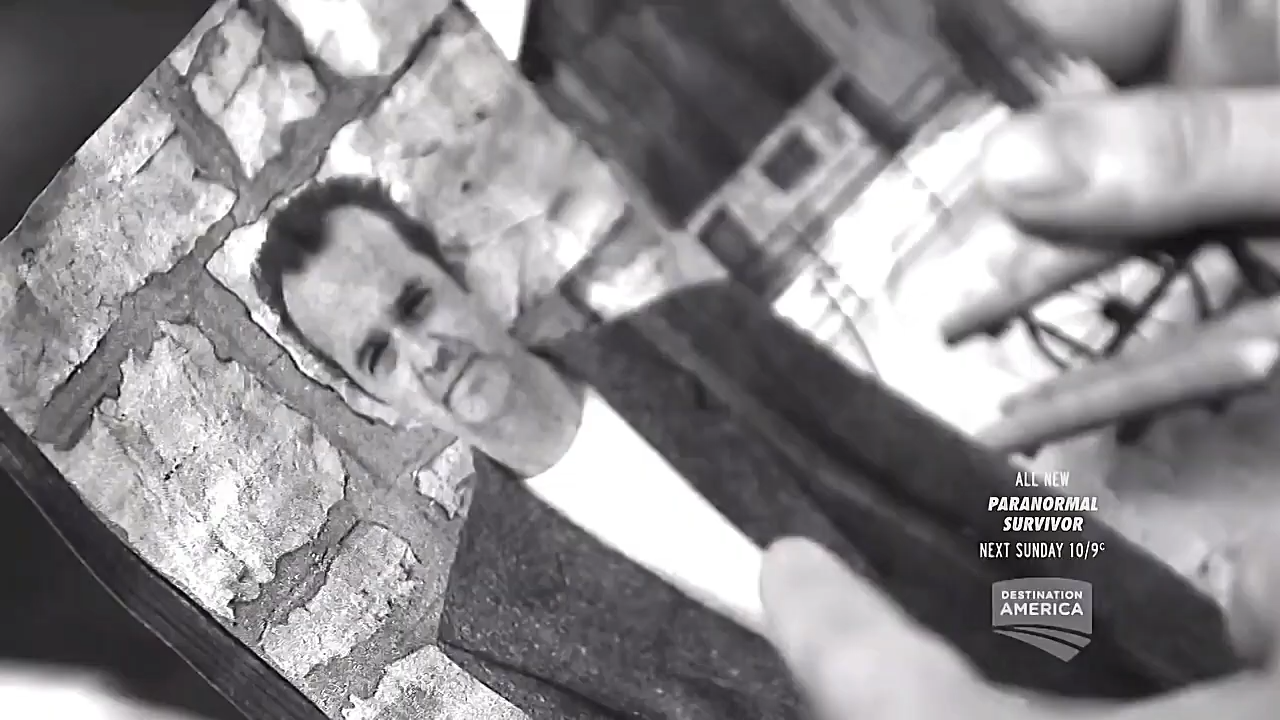 ALL NEW
PARANORMAL
SURVIVOR
NEXT SUNDAY 10/9ᶜ
DESTINATION
AMERICA